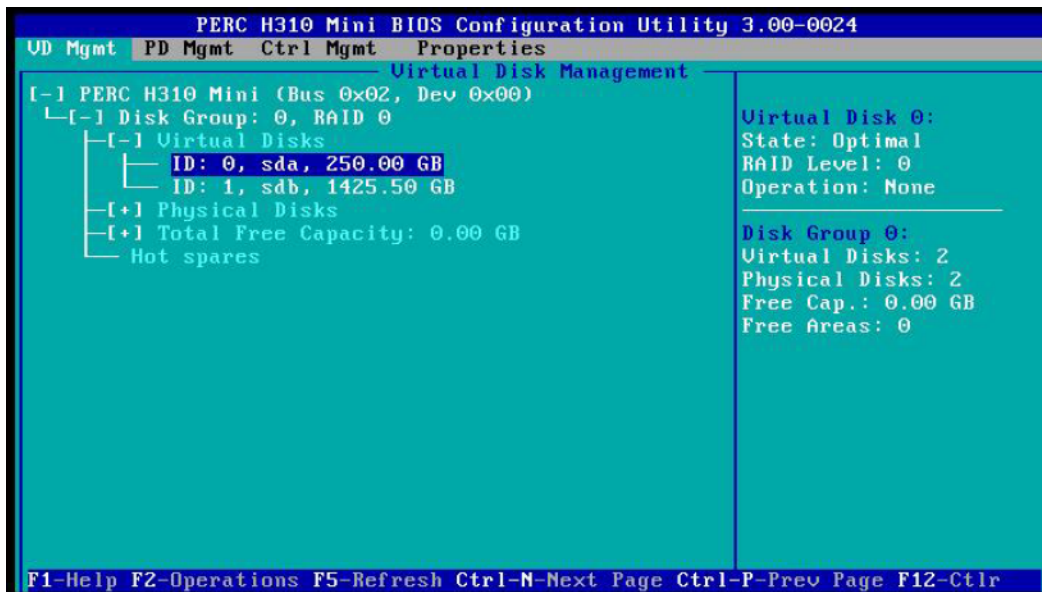 PERC H310 Mini BIOS Configuration Utility 3.00-0024
VD Mgmt PD Mgmt Ctrl Mgmt Properties
Virtual Disk Management
[-] PERC H310 Mini (Bus 0x02, Dev 0x00)
[-] Disk Group: 0, RAID 0
[-] Virtual Disks
ID: 0, sda, 250.00 GB
ID: 1, sdb, 1425.50 GB
[+] Physical Disks
[+] Total Free Capacity: 0.00 GB
Hot spares
Virtual Disk 0:
State: Optimal
RAID Level: 0
Operation: None
Disk Group 0:
Virtual Disks: 2
Physical Disks: 2
Free Cap.: 0.00 GB
Free Areas: 0
F1-Help F2-Operations F5-Refresh Ctrl-N-Next Page Ctrl-P-Prev Page F12-Ctlr